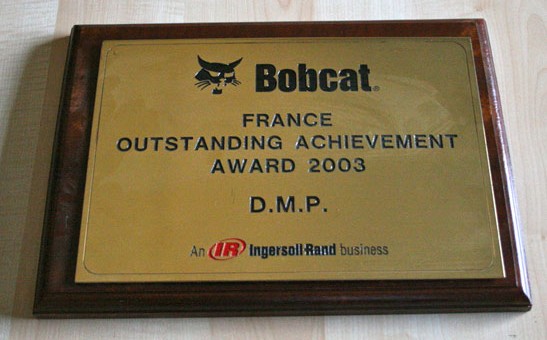 Bobcat®
FRANCE
OUTSTANDING ACHIEVEMENT
AWARD 2003
D.M.P.
An IR Ingersoll-Rand business